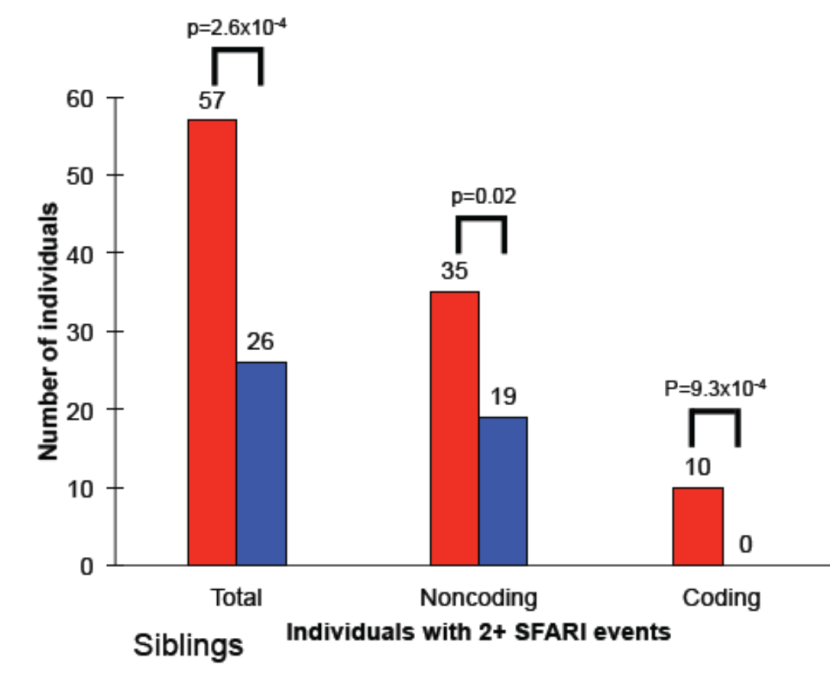 p=2.6x10⁻⁴
57
60
50
p=0.02
40
35
30
26
P=9.3x10⁻⁴
20
19
10
10
0
0
Number of individuals
Total Noncoding Coding
Individuals with 2+ SFARI events
Siblings